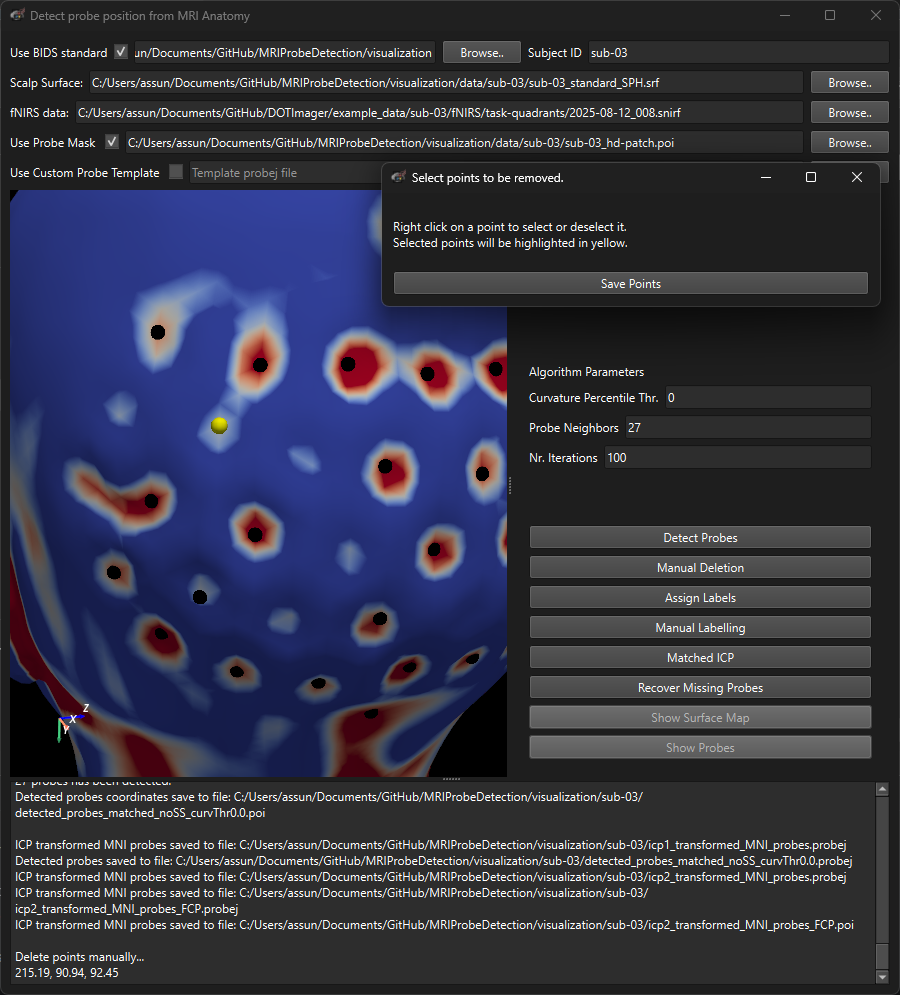 Detect probe position from MRI Anatomy
Use BIDS standard un/Documents/GitHub/MRIProbeDetection/visualization Browse.. Subject ID sub-03
Scalp Surface: C:/Users/assun/Documents/GitHub/MRIProbeDetection/visualization/data/sub-03/sub-03_standard_SPH.srf Browse..
fNIRS data: C:/Users/assun/Documents/GitHub/DOTImager/example_data/sub-03/fNIRS/task-quadrants/2025-08-12_008.snirf Browse..
Use Probe Mask C:/Users/assun/Documents/GitHub/MRIProbeDetection/visualization/data/sub-03/sub-03_hd-patch.poi Browse..
Use Custom Probe Template Template probej file
Select points to be removed.
Right click on a point to select or deselect it.
Selected points will be highlighted in yellow.
Save Points
Algorithm Parameters
Curvature Percentile Thr. 0
Probe Neighbors 27
Nr. Iterations 100
Detect Probes
Manual Deletion
Assign Labels
Manual Labelling
Matched ICP
Recover Missing Probes
Show Surface Map
Show Probes
Z
X
Y
27 probes has been detected.
Detected probes coordinates save to file: C:/Users/assun/Documents/GitHub/MRIProbeDetection/visualization/sub-03/
detected_probes_matched_noSS_curvThr0.0.poi
ICP transformed MNI probes saved to file: C:/Users/assun/Documents/GitHub/MRIProbeDetection/visualization/sub-03/icp1_transformed_MNI_probes.probej
Detected probes saved to file: C:/Users/assun/Documents/GitHub/MRIProbeDetection/visualization/sub-03/detected_probes_matched_noSS_curvThr0.0.probej
ICP transformed MNI probes saved to file: C:/Users/assun/Documents/GitHub/MRIProbeDetection/visualization/sub-03/icp2_transformed_MNI_probes.probej
ICP transformed MNI probes saved to file: C:/Users/assun/Documents/GitHub/MRIProbeDetection/visualization/sub-03/
icp2_transformed_MNI_probes_FCP.probej
ICP transformed MNI probes saved to file: C:/Users/assun/Documents/GitHub/MRIProbeDetection/visualization/sub-03/icp2_transformed_MNI_probes_FCP.poi
Delete points manually...
215.19, 90.94, 92.45